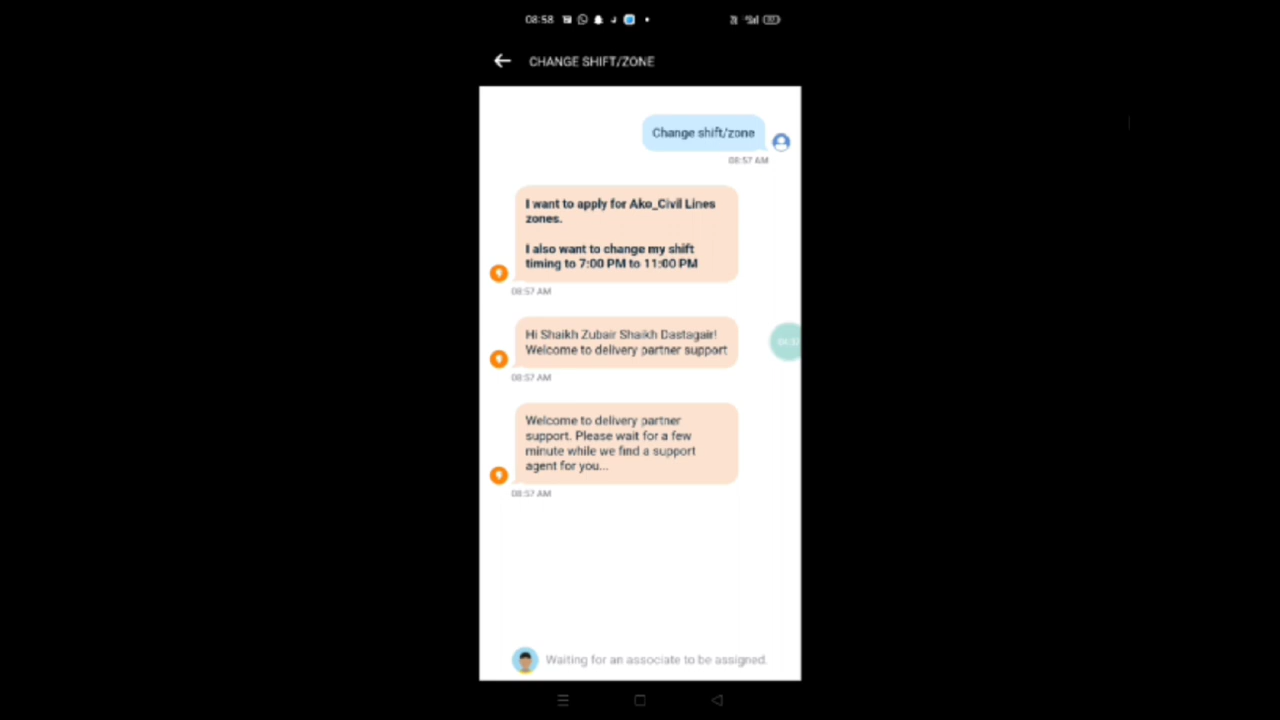 08:58
CHANGE SHIFT/ZONE
Change shift/zone
08:57 AM
I want to apply for Ako_Civil Lines
zones.
I also want to change my shift
timing to 7:00 PM to 11:00 PM
08:57 AM
Hi Shaikh Zubair Shaikh Dastagair!
Welcome to delivery partner support
08:57 AM
Welcome to delivery partner
support. Please wait for a few
minute while we find a support
agent for you...
08:57 AM
Waiting for an associate to be assigned.